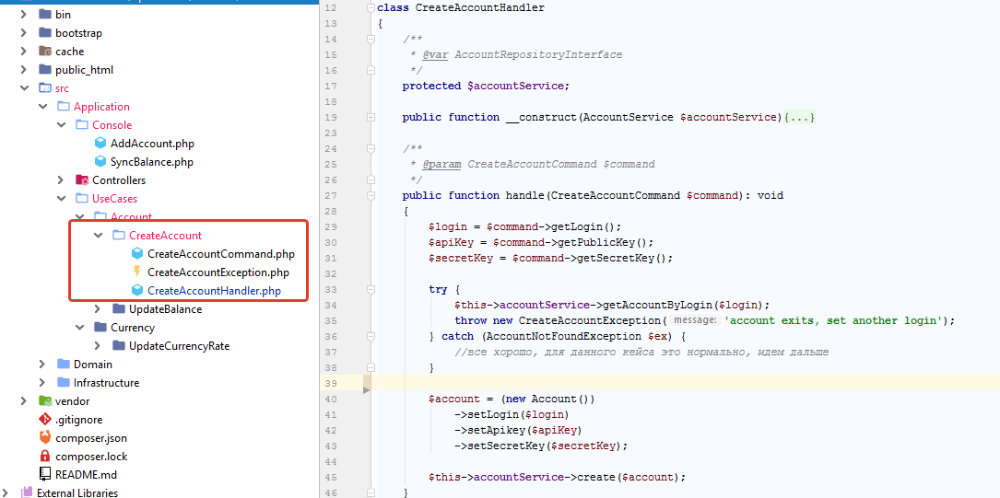 bin
bootstrap
cache
public_html
src
Application
Console
AddAccount.php
SyncBalance.php
Controllers
UseCases
Account
CreateAccount
CreateAccountCommand.php
CreateAccountException.php
CreateAccountHandler.php
UpdateBalance
Currency
UpdateCurrencyRate
Domain
Infrastructure
vendor
.gitignore
composer.json
composer.lock
README.md
External Libraries
12 class CreateAccountHandler
13 {
14 /**
15 * @var AccountRepositoryInterface
16 */
17 protected $accountService;
18
19 public function __construct(AccountService $accountService){...}
23
24 /**
25 * @param CreateAccountCommand $command
26 */
27 public function handle(CreateAccountCommand $command): void
28 {
29 $login = $command->getLogin();
30 $apiKey = $command->getPublicKey();
31 $secretKey = $command->getSecretKey();
32
33 try {
34 $this->accountService->getAccountByLogin($login);
35 throw new CreateAccountException( message: 'account exits, set another login');
36 } catch (AccountNotFoundException $ex) {
37 //все хорошо, для данного кейса это нормально, идем дальше
38 }
39
40 $account = (new Account())
41 ->setLogin($login)
42 ->setApikey($apiKey)
43 ->setSecretKey($secretKey);
44
45 $this->accountService->create($account);
46 }